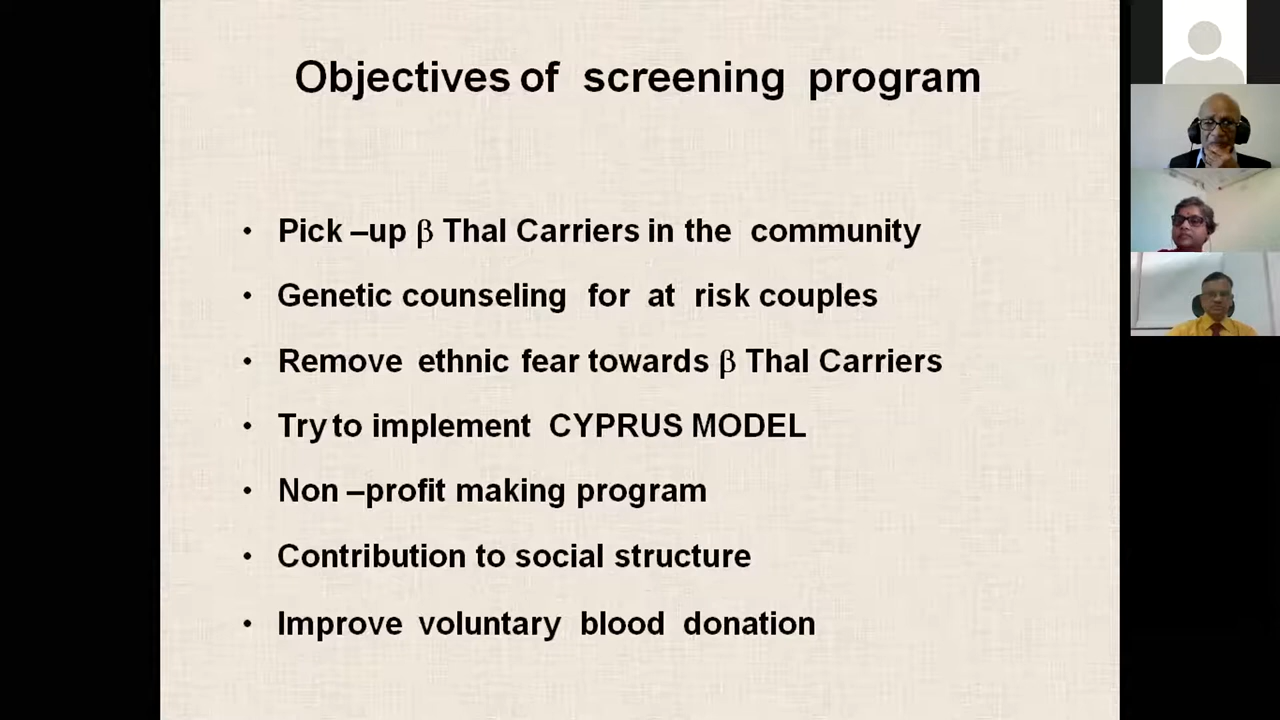 Objectives of screening program
• Pick –up β Thal Carriers in the community
• Genetic counseling for at risk couples
• Remove ethnic fear towards β Thal Carriers
• Try to implement CYPRUS MODEL
• Non –profit making program
• Contribution to social structure
• Improve voluntary blood donation